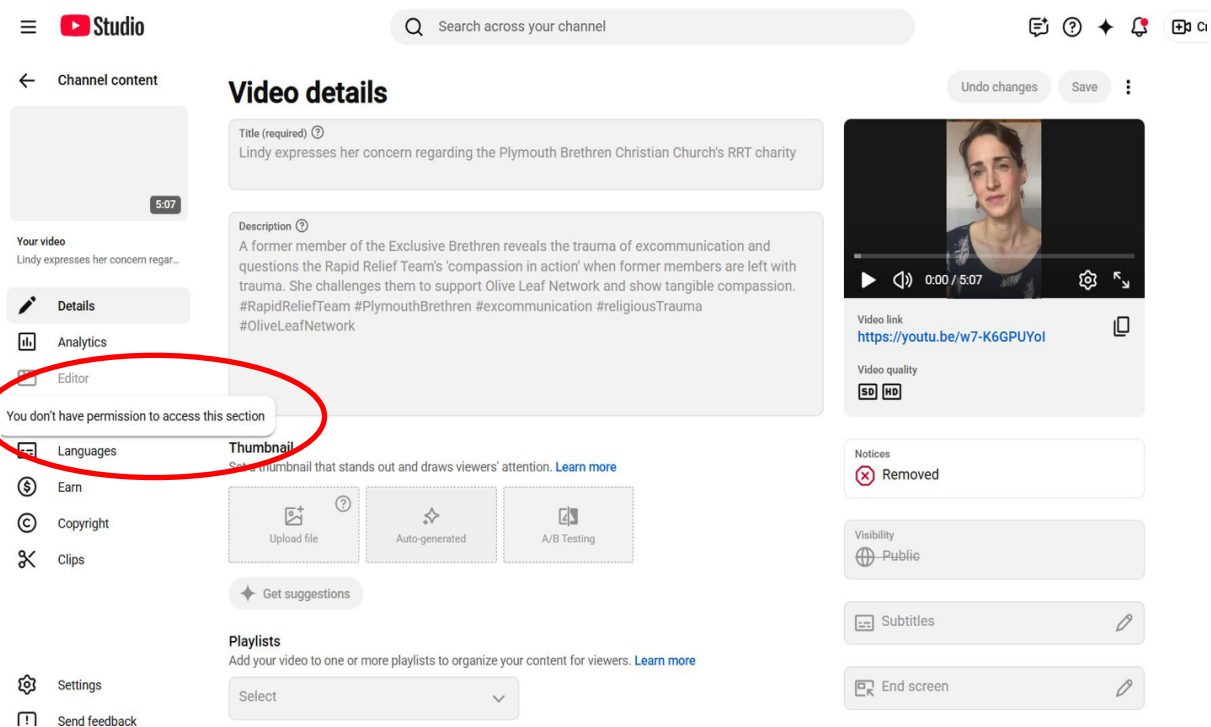 Studio
Search across your channel
Channel content
5:07
Your video
Lindy expresses her concern regar...
Details
Analytics
Editor
You don't have permission to access this section
Languages
Earn
Copyright
Clips
Settings
Send feedback
Video details
Undo changes
Save
Title (required)
Lindy expresses her concern regarding the Plymouth Brethren Christian Church's RRT charity
Description
A former member of the Exclusive Brethren reveals the trauma of excommunication and
questions the Rapid Relief Team's 'compassion in action' when former members are left with
trauma. She challenges them to support Olive Leaf Network and show tangible compassion.
#RapidReliefTeam #PlymouthBrethren #excommunication #religiousTrauma
#OliveLeafNetwork
Thumbnail
Set a thumbnail that stands out and draws viewers' attention. Learn more
Upload file
Auto-generated
A/B Testing
Get suggestions
Playlists
Add your video to one or more playlists to organize your content for viewers. Learn more
Select
0:00 / 5:07
Video link
https://youtu.be/w7-K6GPUYoI
Video quality
SD HD
Notices
Removed
Visibility
Public
Subtitles
End screen